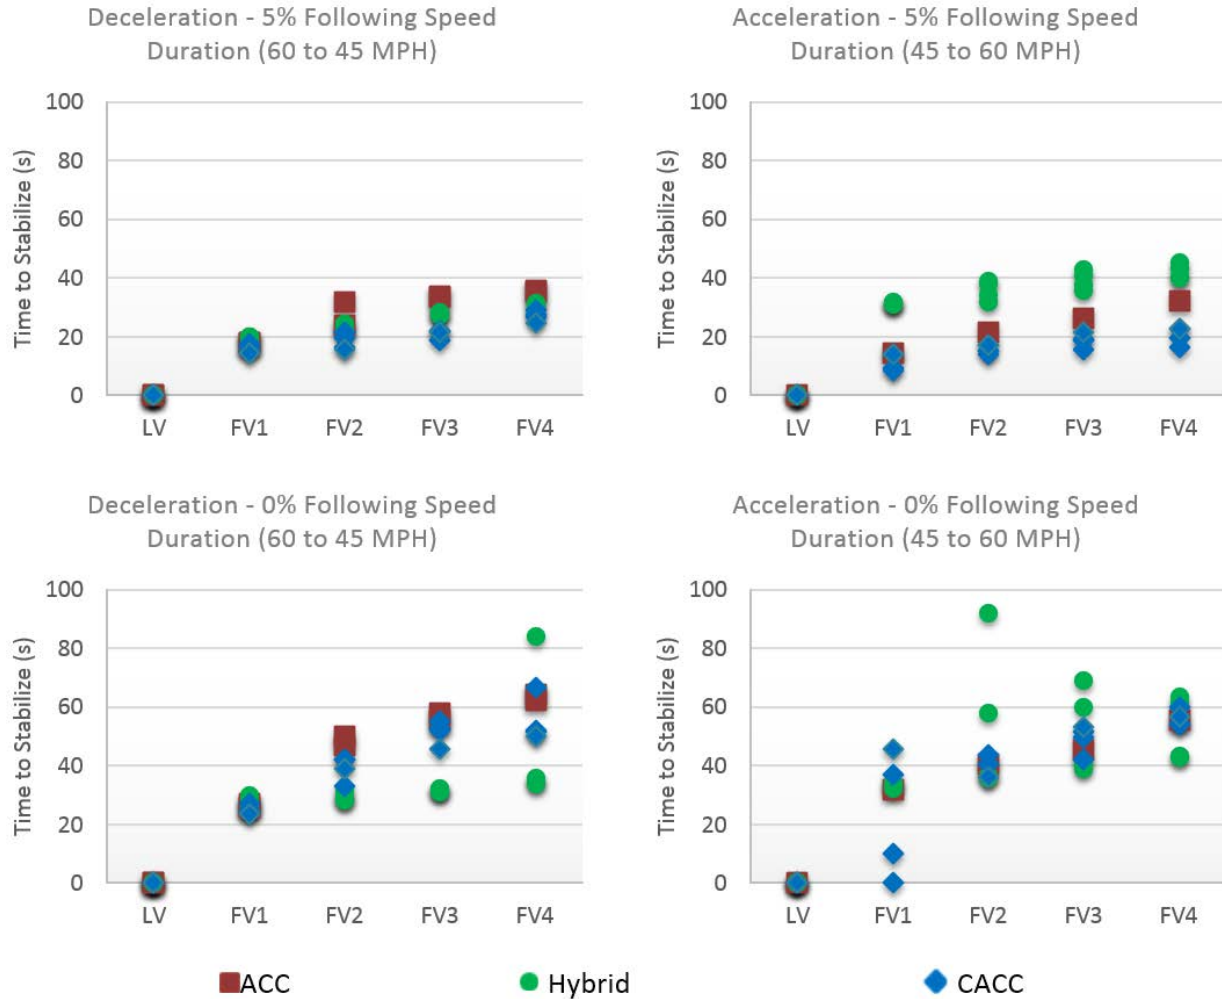 Deceleration - 5% Following Speed
Duration (60 to 45 MPH)
Time to Stabilize (s)
100
80
60
40
20
0
LV FV1 FV2 FV3 FV4
Acceleration - 5% Following Speed
Duration (45 to 60 MPH)
Time to Stabilize (s)
100
80
60
40
20
0
LV FV1 FV2 FV3 FV4
Deceleration - 0% Following Speed
Duration (60 to 45 MPH)
Time to Stabilize (s)
100
80
60
40
20
0
LV FV1 FV2 FV3 FV4
Acceleration - 0% Following Speed
Duration (45 to 60 MPH)
Time to Stabilize (s)
100
80
60
40
20
0
LV FV1 FV2 FV3 FV4
ACC Hybrid CACC